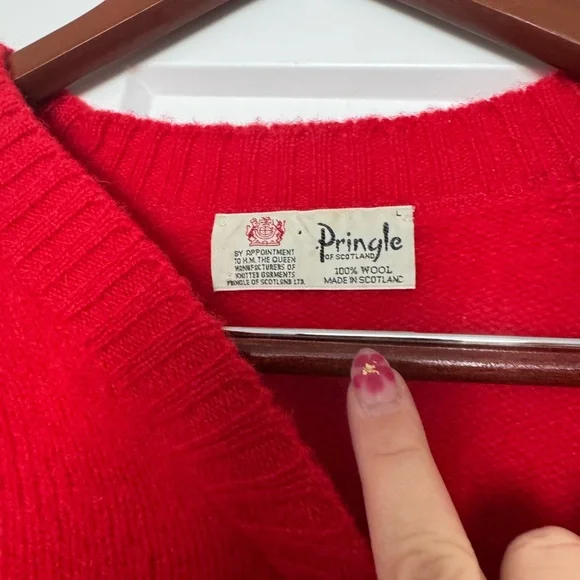 L
BY APPOINTMENT
TO H.M. THE QUEEN
MANUFACTURERS OF
KNITTED GARMENTS
PRINGLE OF SCOTLAND LTD.
Pringle
OF SCOTLAND
100% WOOL
MADE IN SCOTLAND